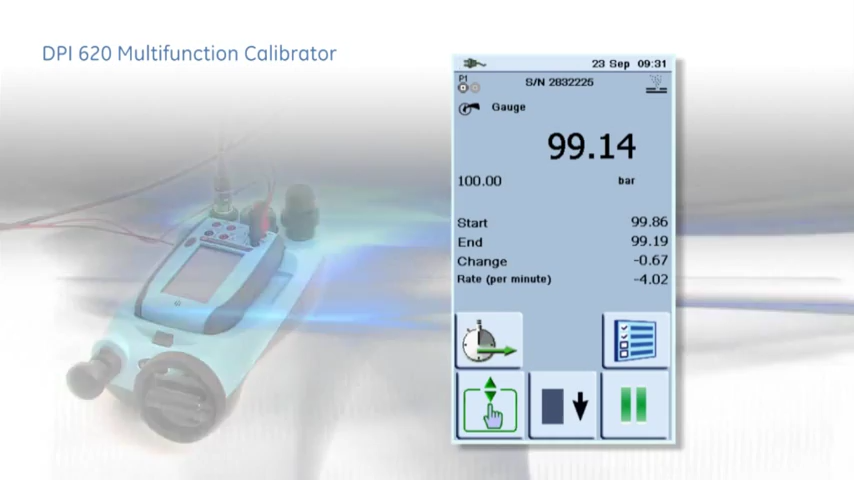 DPI 620 Multifunction Calibrator
23 Sep 09:31
P1
S/N 2832225
Gauge
99.14
100.00 bar
Start 99.86
End 99.19
Change -0.67
Rate (per minute) -4.02